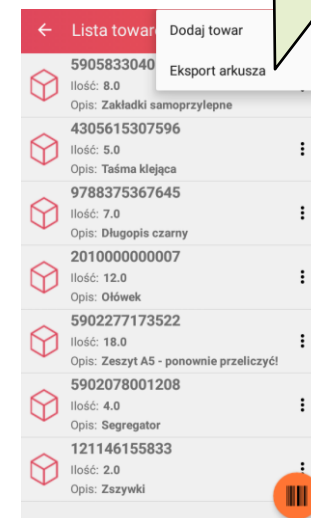 Lista towar
Dodaj towar
Eksport arkusza
5905833040
Ilość: 8.0
Opis: Zakładki samoprzylepne
4305615307596
Ilość: 5.0
Opis: Taśma klejąca
9788375367645
Ilość: 7.0
Opis: Długopis czarny
2010000000007
Ilość: 12.0
Opis: Ołówek
5902277173522
Ilość: 18.0
Opis: Zeszyt A5 - ponownie przeliczyć!
5902078001208
Ilość: 4.0
Opis: Segregator
121146155833
Ilość: 2.0
Opis: Zszywki